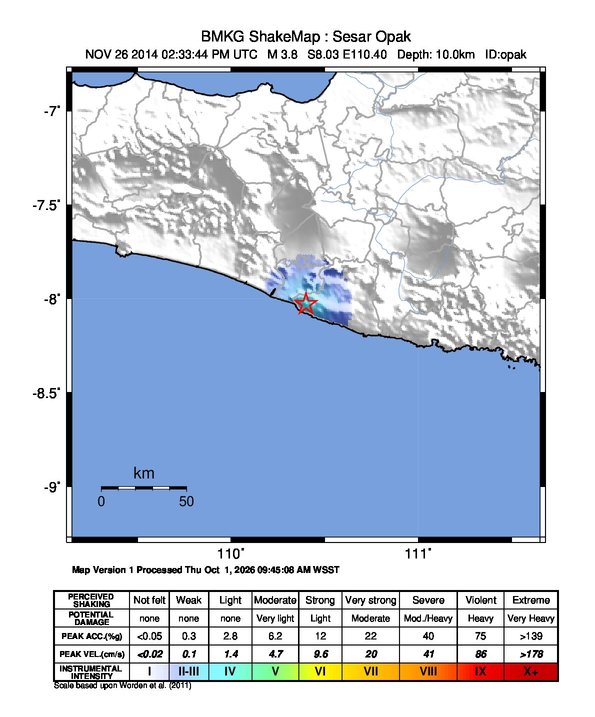 BMKG ShakeMap : Sesar Opak
NOV 26 2014 02:33:44 PM UTC M 3.8 S8.03 E110.40 Depth: 10.0km ID:opak
-7˚
-7.5˚
-8˚
-8.5˚
-9˚
km
0 50
110˚ 111˚
Map Version 1 Processed Thu Oct 1, 2026 09:45:08 AM WSST
PERCEIVED SHAKING Not felt Weak Light Moderate Strong Very strong Severe Violent Extreme
POTENTIAL DAMAGE none none none Very light Light Moderate Mod./Heavy Heavy Very Heavy
PEAK ACC.(%g) <0.05 0.3 2.8 6.2 12 22 40 75 >139
PEAK VEL.(cm/s) <0.02 0.1 1.4 4.7 9.6 20 41 86 >178
INSTRUMENTAL INTENSITY I II-III IV V VI VII VIII IX X+
Scale based upon Worden et al. (2011)